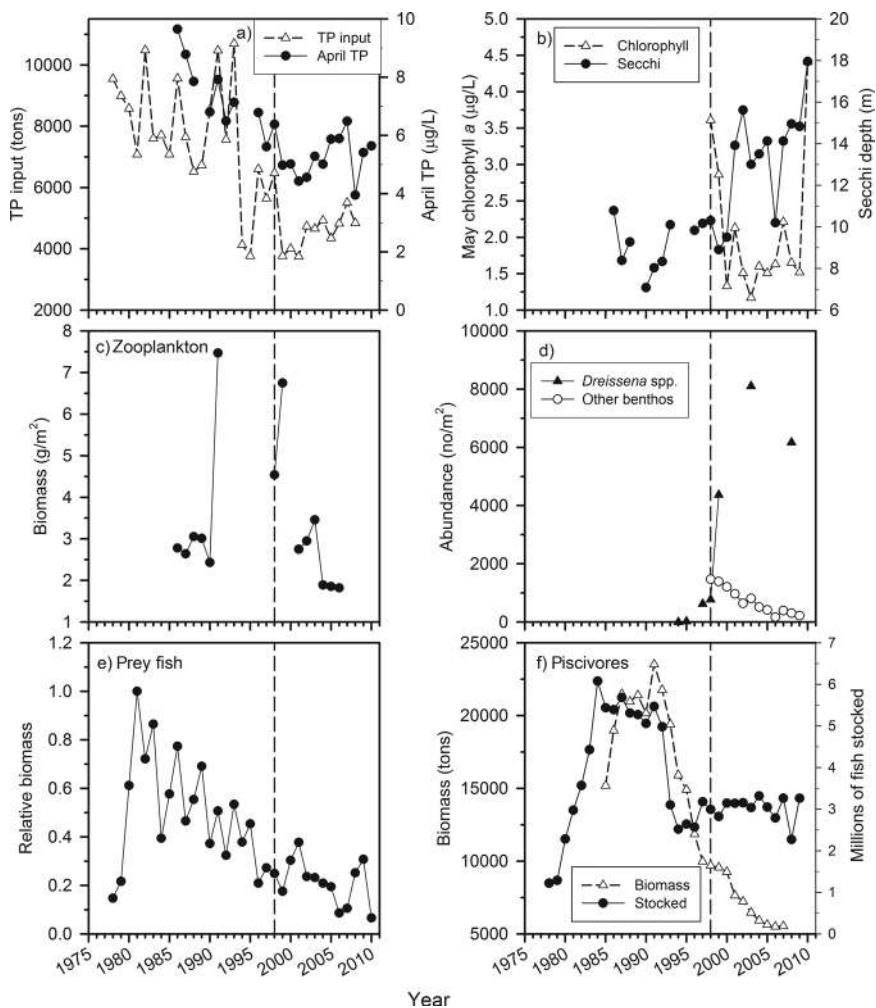 a)
TP input
April TP
10000
8000
6000
4000
2000
TP input (tons)
10
8
6
4
2
0
April TP (µg/L)
b)
Chlorophyll
Secchi
5.0
4.5
4.0
3.5
3.0
2.5
2.0
1.5
1.0
May chlorophyll a (µg/L)
20
18
16
14
12
10
8
6
Secchi depth (m)
c) Zooplankton
8
7
6
5
4
3
2
1
Biomass (g/m²)
d)
Dreissena spp.
Other benthos
10000
8000
6000
4000
2000
0
Abundance (no/m²)
e) Prey fish
1.2
1.0
0.8
0.6
0.4
0.2
0.0
Relative biomass
1975 1980 1985 1990 1995 2000 2005 2010
f) Piscivores
25000
20000
15000
10000
5000
Biomass (tons)
7
6
5
4
3
2
1
0
Millions of fish stocked
Biomass
Stocked
1975 1980 1985 1990 1995 2000 2005 2010
Year